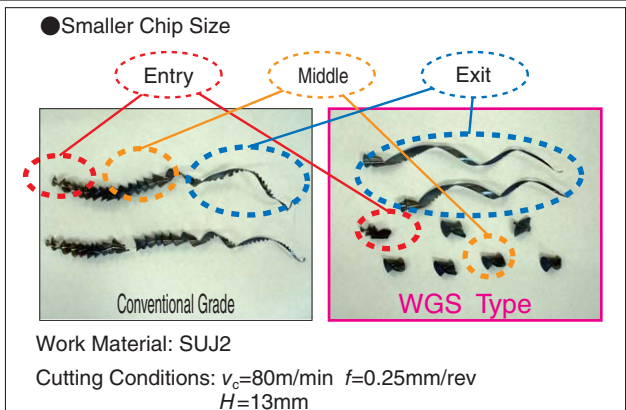 ●Smaller Chip Size
Entry
Middle
Exit
Conventional Grade
WGS Type
Work Material: SUJ2
Cutting Conditions: vc=80m/min f=0.25mm/rev
H=13mm